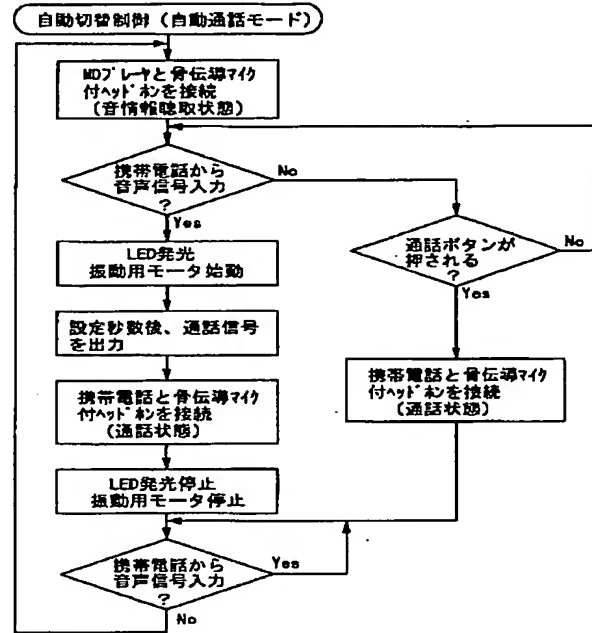 自動切替制御（自動通話モード）
MDﾌﾟﾚｰﾔと骨伝導ﾏｲｸ
付ﾍｯﾄﾞﾎﾝを接続
（音情報聴取状態）
携帯電話から
音声信号入力
?
No
Yes
通話ボタンが
押される
?
No
Yes
LED発光
振動用モータ始動
設定秒数後、通話信号
を出力
携帯電話と骨伝導ﾏｲｸ
付ﾍｯﾄﾞﾎﾝを接続
（通話状態）
携帯電話と骨伝導ﾏｲｸ
付ﾍｯﾄﾞﾎﾝを接続
（通話状態）
LED発光停止
振動用モータ停止
携帯電話から
音声信号入力
?
Yes
No